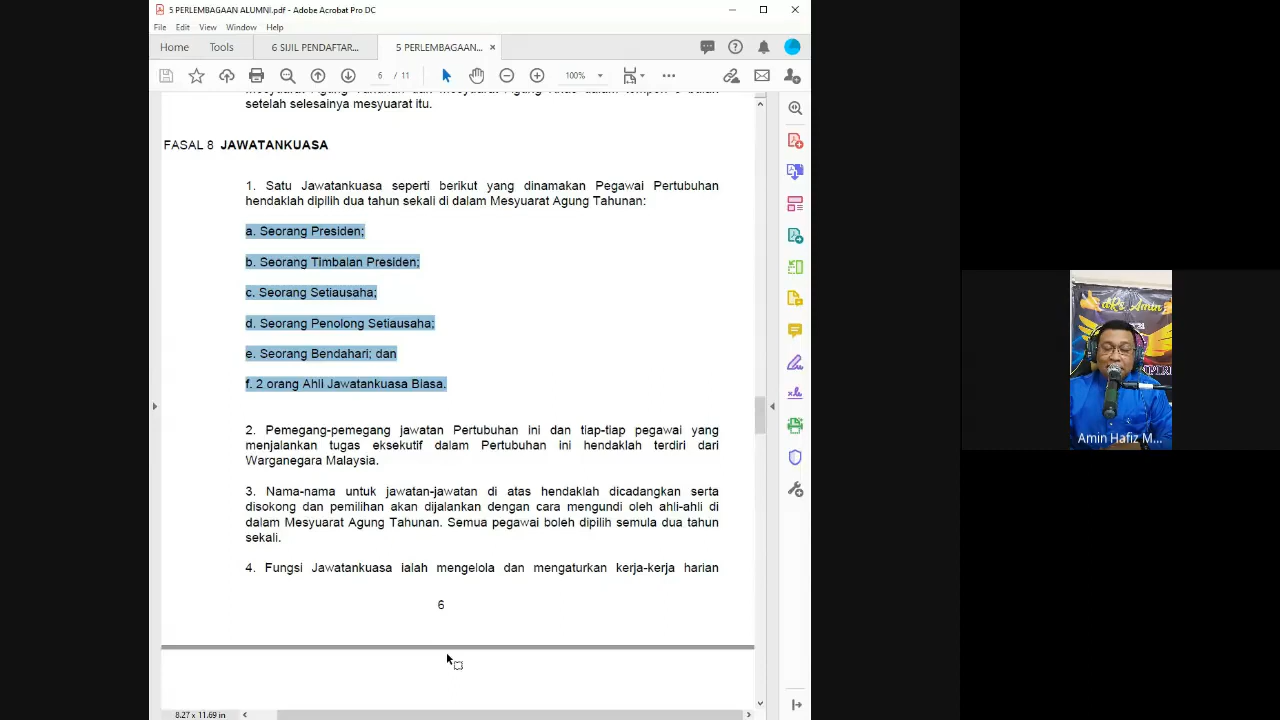 5 PERLEMBAGAAN ALUMNI.pdf - Adobe Acrobat Pro DC
File Edit View Window Help
Home Tools 6 SIJIL PENDAFTAR... 5 PERLEMBAGAAN... ×
6 / 11 100%
setelah selesainya mesyuarat itu.
FASAL 8 JAWATANKUASA
1. Satu Jawatankuasa seperti berikut yang dinamakan Pegawai Pertubuhan
hendaklah dipilih dua tahun sekali di dalam Mesyuarat Agung Tahunan:
a. Seorang Presiden;
b. Seorang Timbalan Presiden;
c. Seorang Setiausaha;
d. Seorang Penolong Setiausaha;
e. Seorang Bendahari; dan
f. 2 orang Ahli Jawatankuasa Biasa.
2. Pemegang-pemegang jawatan Pertubuhan ini dan tiap-tiap pegawai yang
menjalankan tugas eksekutif dalam Pertubuhan ini hendaklah terdiri dari
Warganegara Malaysia.
3. Nama-nama untuk jawatan-jawatan di atas hendaklah dicadangkan serta
disokong dan pemilihan akan dijalankan dengan cara mengundi oleh ahli-ahli di
dalam Mesyuarat Agung Tahunan. Semua pegawai boleh dipilih semula dua tahun
sekali.
4. Fungsi Jawatankuasa ialah mengelola dan mengaturkan kerja-kerja harian
6
8.27 x 11.69 in
Amin Hafiz M...